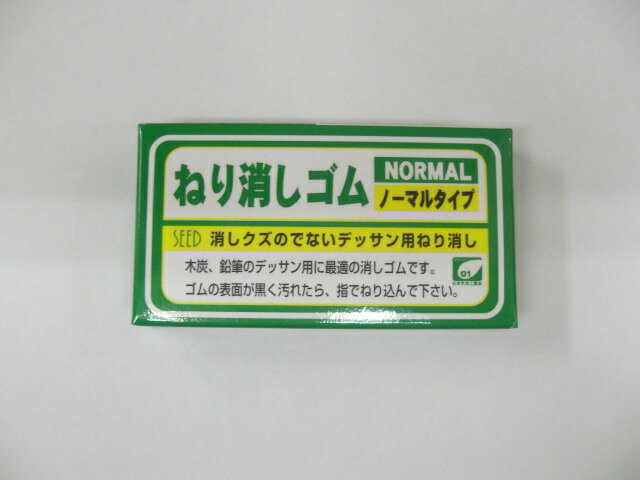 ねり消しゴム
NORMAL
ノーマルタイプ
SEED 消しクズのでないデッサン用ねり消し
木炭、鉛筆のデッサン用に最適の消しゴムです。
ゴムの表面が黒く汚れたら、指でねり込んで下さい。
01